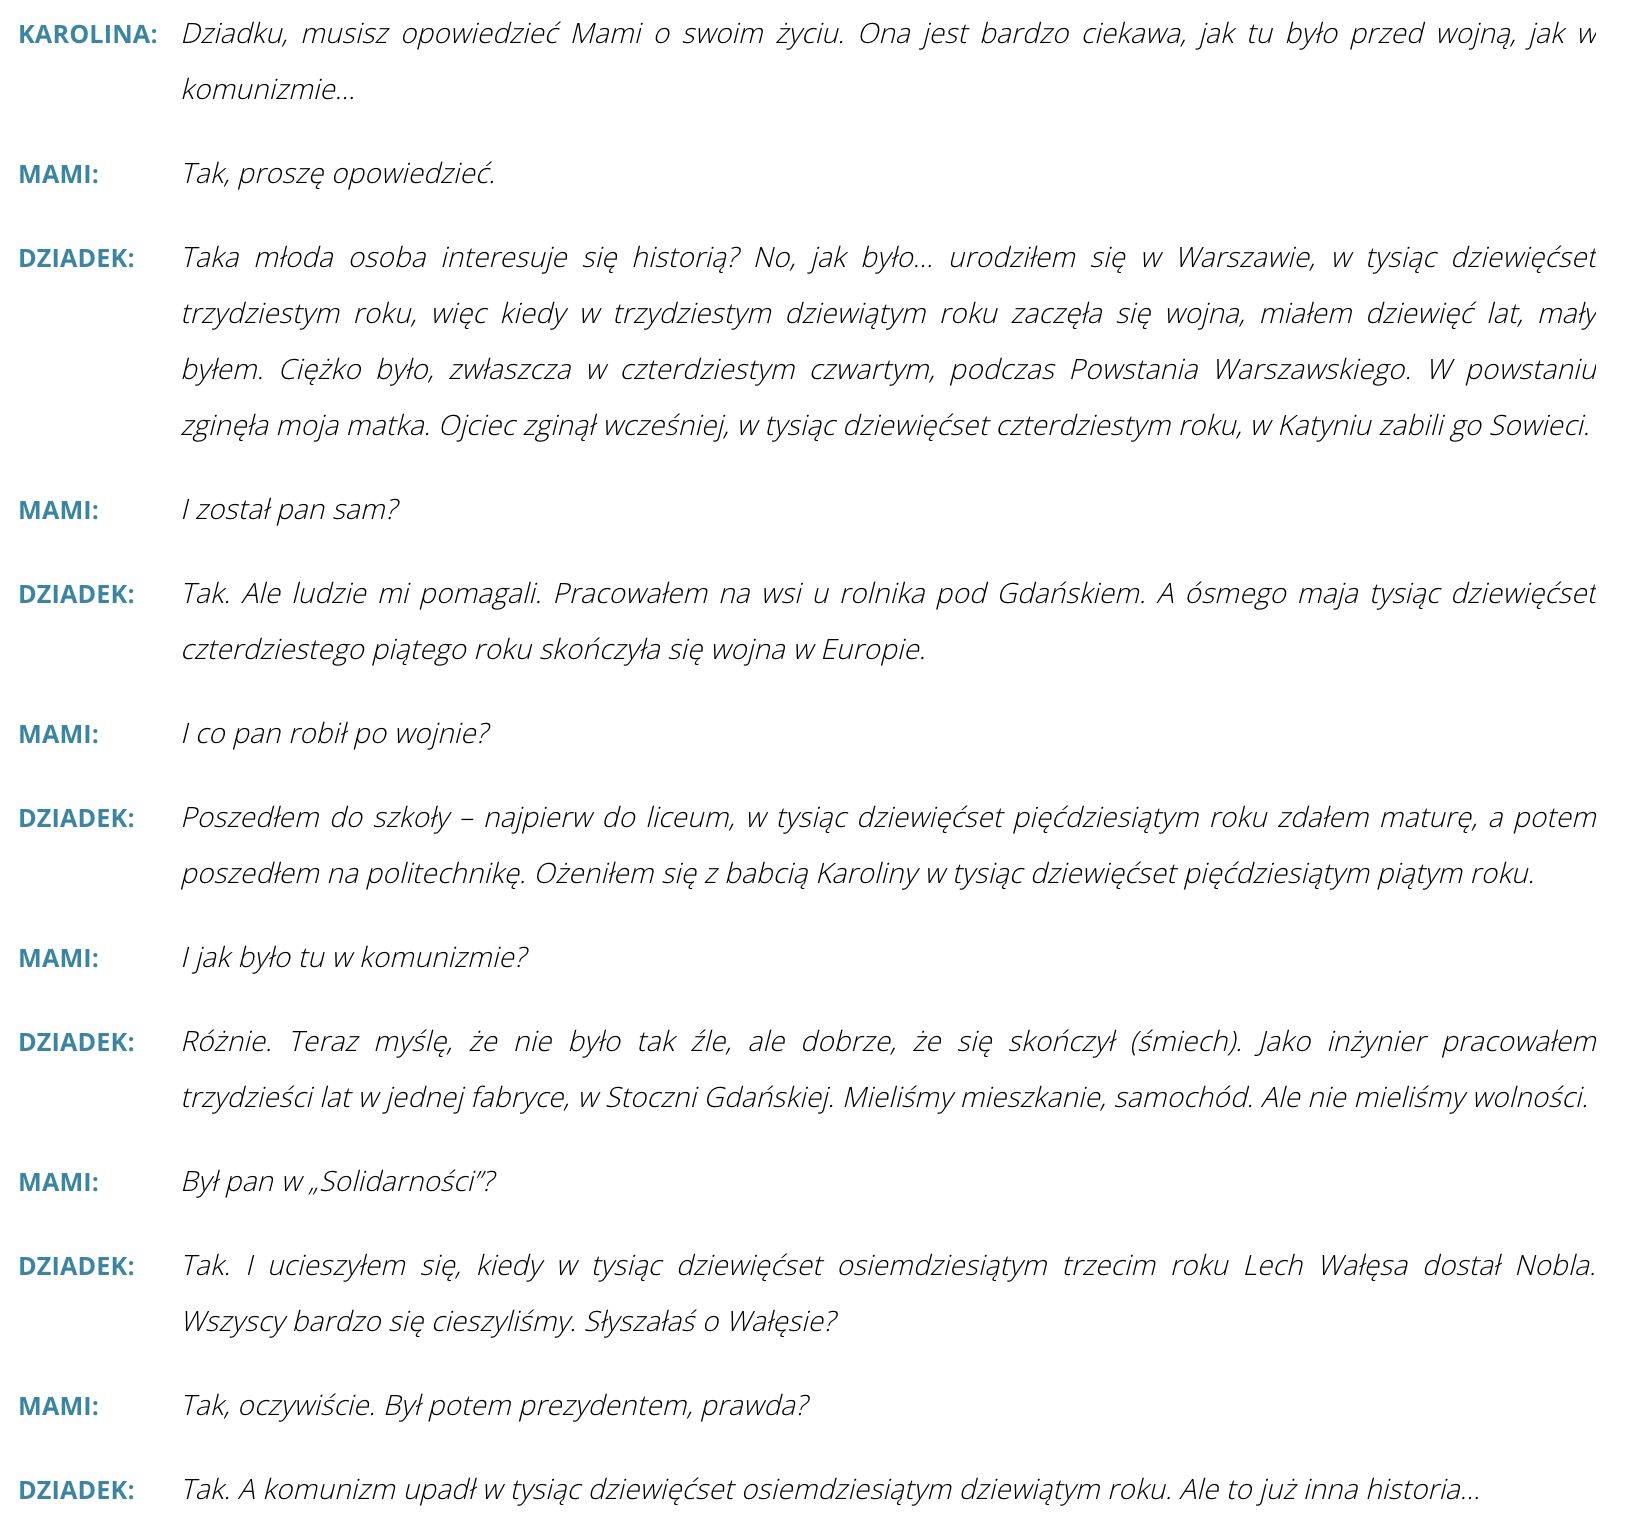 KAROLINA: Dziadku, musisz opowiedzieć Mami o swoim życiu. Ona jest bardzo ciekawa, jak tu było przed wojną, jak w
komunizmie...
MAMI: Tak, proszę opowiedzieć.
DZIADEK: Taka młoda osoba interesuje się historią? No, jak było... urodziłem się w Warszawie, w tysiąc dziewięćset
trzydziestym roku, więc kiedy w trzydziestym dziewiątym roku zaczęła się wojna, miałem dziewięć lat, mały
byłem. Ciężko było, zwłaszcza w czterdziestym czwartym, podczas Powstania Warszawskiego. W powstaniu
zginęła moja matka. Ojciec zginął wcześniej, w tysiąc dziewięćset czterdziestym roku, w Katyniu zabili go Sowieci.
MAMI: I został pan sam?
DZIADEK: Tak. Ale ludzie mi pomagali. Pracowałem na wsi u rolnika pod Gdańskiem. A ósmego maja tysiąc dziewięćset
czterdziestego piątego roku skończyła się wojna w Europie.
MAMI: I co pan robił po wojnie?
DZIADEK: Poszedłem do szkoły – najpierw do liceum, w tysiąc dziewięćset pięćdziesiątym roku zdałem maturę, a potem
poszedłem na politechnikę. Ożeniłem się z babcią Karoliny w tysiąc dziewięćset pięćdziesiątym piątym roku.
MAMI: I jak było tu w komunizmie?
DZIADEK: Różnie. Teraz myślę, że nie było tak źle, ale dobrze, że się skończył (śmiech). Jako inżynier pracowałem
trzydzieści lat w jednej fabryce, w Stoczni Gdańskiej. Mieliśmy mieszkanie, samochód. Ale nie mieliśmy wolności.
MAMI: Był pan w „Solidarności”?
DZIADEK: Tak. I ucieszyłem się, kiedy w tysiąc dziewięćset osiemdziesiątym trzecim roku Lech Wałęsa dostał Nobla.
Wszyscy bardzo się cieszyliśmy. Słyszałaś o Wałęsie?
MAMI: Tak, oczywiście. Był potem prezydentem, prawda?
DZIADEK: Tak. A komunizm upadł w tysiąc dziewięćset osiemdziesiątym dziewiątym roku. Ale to już inna historia...